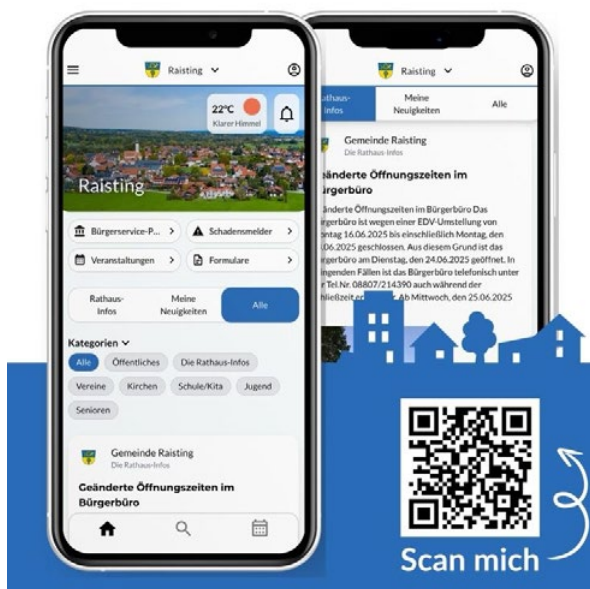 Raisting
22°C
Klarer Himmel
Raisting
Bürgerservice-P...
Schadensmelder
Veranstaltungen
Formulare
Rathaus-
Infos
Meine
Neuigkeiten
Alle
Kategorien
Alle
Öffentliches
Die Rathaus-Infos
Vereine
Kirchen
Schule/Kita
Jugend
Senioren
Gemeinde Raisting
Die Rathaus-Infos
Geänderte Öffnungszeiten im
Bürgerbüro
Raisting
Infos
Meine
Neuigkeiten
Alle
Gemeinde Raisting
Die Rathaus-Infos
Öffnungszeiten im
Öffnungszeiten im Bürgerbüro Das
ist wegen einer EDV-Umstellung von
16.06.2025 bis einschließlich Montag, den
geschlossen. Aus diesem Grund ist das
am Dienstag, den 24.06.2025 geöffnet. In
Fällen ist das Bürgerbüro telefonisch unter
Tel.Nr. 08807/214390 auch während der
Ab Mittwoch, den 25.06.2025
Scan mich